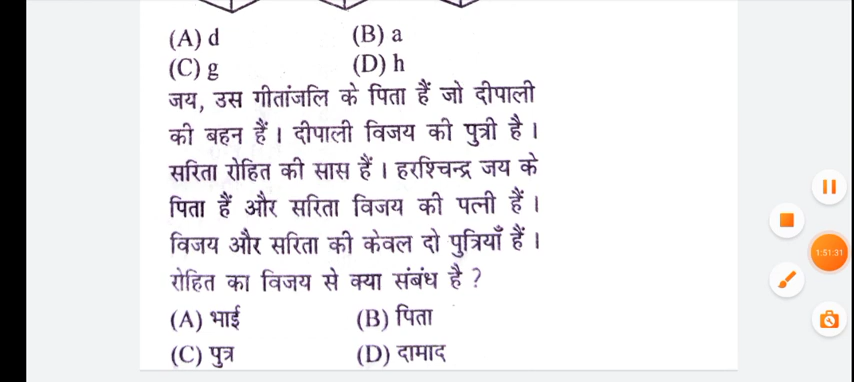 (A) d (B) a
(C) g (D) h
जय, उस गीतांजलि के पिता हैं जो दीपाली
की बहन हैं। दीपाली विजय की पुत्री है।
सरिता रोहित की सास हैं। हरश्चिन्द्र जय के
पिता हैं और सरिता विजय की पत्नी हैं।
विजय और सरिता की केवल दो पुत्रियाँ हैं।
रोहित का विजय से क्या संबंध है ?
(A) भाई (B) पिता
(C) पुत्र (D) दामाद
1:51:31